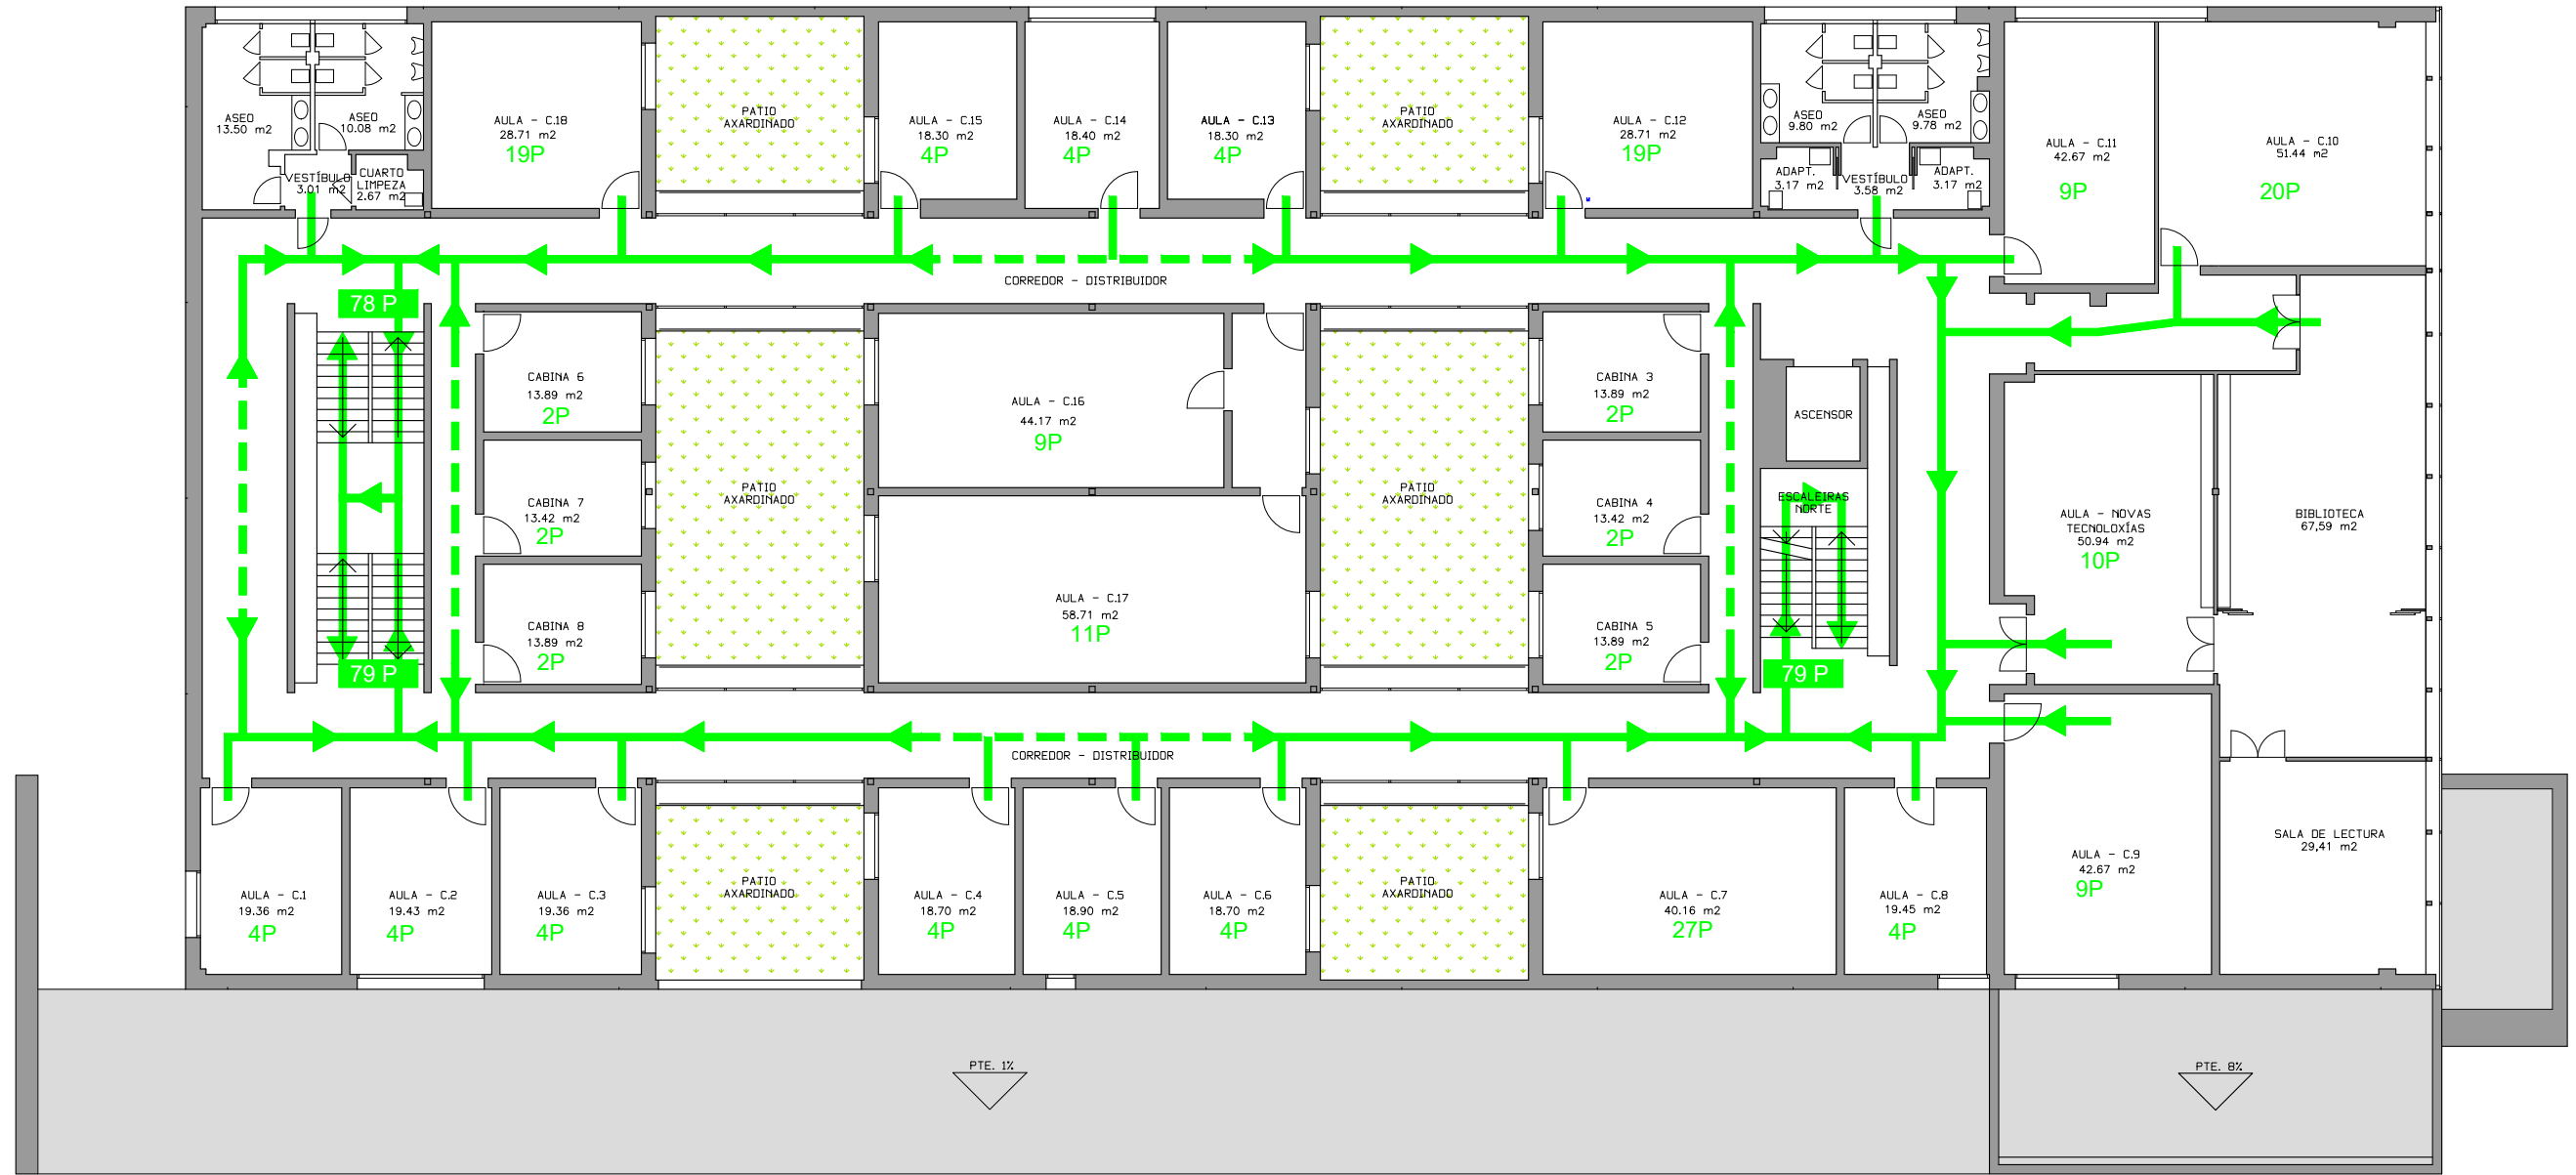 ASEO
13.50 m2
ASEO
10.08 m2
VESTÍBULO
3.01 m2
CUARTO
LIMPEZA
2.67 m2
AULA - C.18
28.71 m2
19P
PATIO
AXARDINADO
AULA - C.15
18.30 m2
4P
AULA - C.14
18.40 m2
4P
AULA - C.13
18.30 m2
4P
PATIO
AXARDINADO
AULA - C.12
28.71 m2
19P
ASEO
9.80 m2
ASEO
9.78 m2
ADAPT.
3.17 m2
VESTÍBULO
3.58 m2
ADAPT.
3.17 m2
AULA - C.11
42.67 m2
9P
AULA - C.10
51.44 m2
20P
CORREDOR - DISTRIBUIDOR
78 P
CABINA 6
13.89 m2
2P
CABINA 7
13.42 m2
2P
CABINA 8
13.89 m2
2P
79 P
PATIO
AXARDINADO
AULA - C.16
44.17 m2
9P
AULA - C.17
58.71 m2
11P
PATIO
AXARDINADO
CABINA 3
13.89 m2
2P
CABINA 4
13.42 m2
2P
CABINA 5
13.89 m2
2P
ASCENSOR
ESCALEIRAS
NORTE
79 P
AULA - NOVAS
TECNOLOXÍAS
50.94 m2
10P
BIBLIOTECA
67,59 m2
CORREDOR - DISTRIBUIDOR
AULA - C.1
19.36 m2
4P
AULA - C.2
19.43 m2
4P
AULA - C.3
19.36 m2
4P
PATIO
AXARDINADO
AULA - C.4
18.70 m2
4P
AULA - C.5
18.90 m2
4P
AULA - C.6
18.70 m2
4P
PATIO
AXARDINADO
AULA - C.7
40.16 m2
27P
AULA - C.8
19.45 m2
4P
AULA - C.9
42.67 m2
9P
SALA DE LECTURA
29,41 m2
PTE. 1%
PTE. 8%